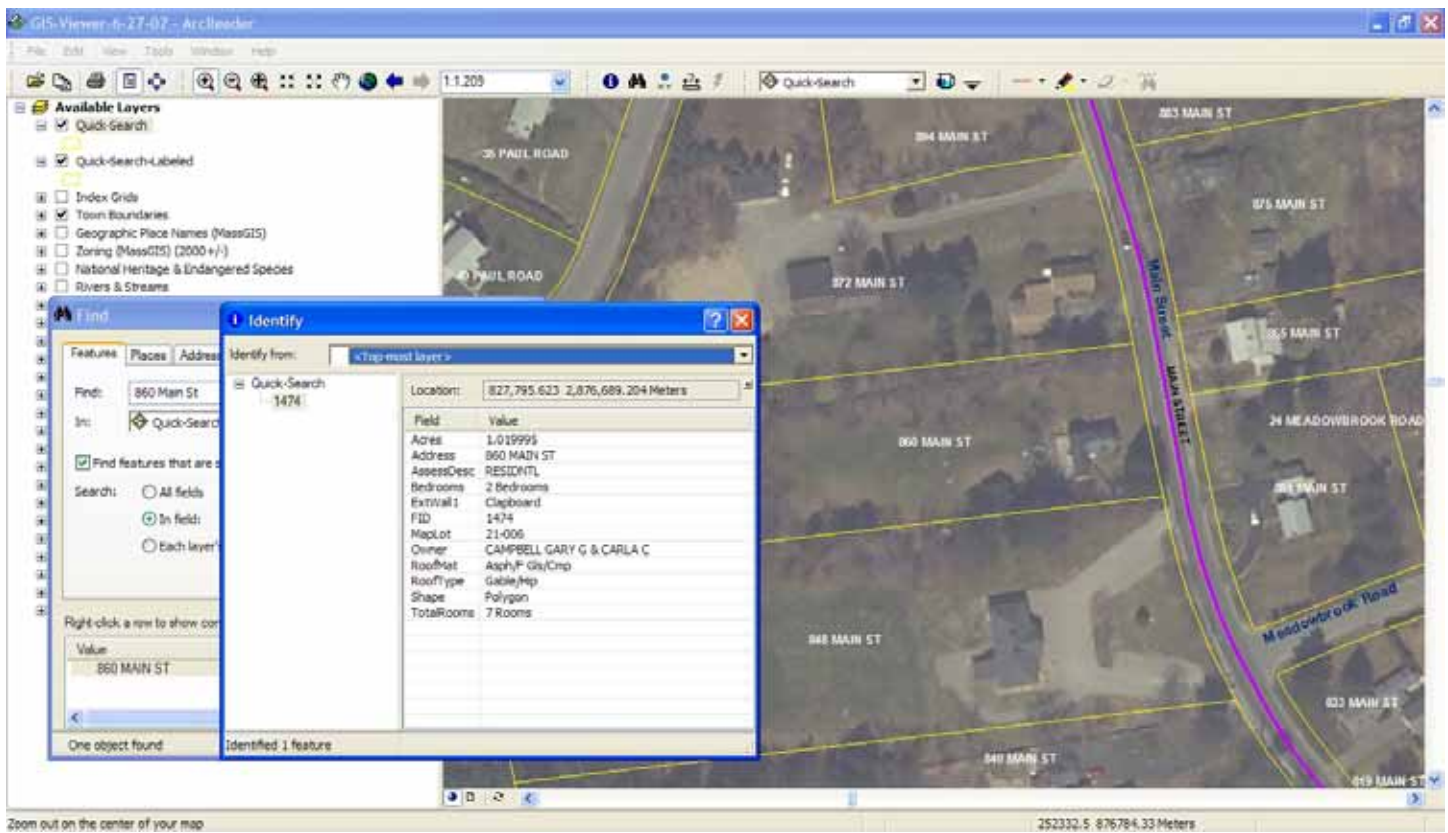 GIS-Viewer-6-27-07 - ArcReader
File Edit View Tools Window Help
1:1,209
Quick-Search
Available Layers
Quick-Search
Quick-Search-Labeled
Index Grids
Town Boundaries
Geographic Place Names (MassGIS)
Zoning (MassGIS) (2000+/-)
National Heritage & Endangered Species
Rivers & Streams
Find
Features Places Addres
Find: 860 Main St
In: Quick-Search
Find features that are s
Search: All fields
In field:
Each layer's
Right-click a row to show con
Value
860 MAIN ST
One object found
Identify
Identify from: <Top-most layer>
Quick-Search
1474
Location: 827,795.623 2,876,689.204 Meters
Field Value
Acres 1.019995
Address 860 MAIN ST
AssessDesc RESIDNTL
Bedrooms 2 Bedrooms
ExtWall1 Clapboard
FID 1474
MapLot 21-006
Owner CAMPBELL GARY G & CARLA C
RoofMat Asph/F Gls/Cmp
RoofType Gable/Hip
Shape Polygon
TotalRooms 7 Rooms
Identified 1 feature
35 PAUL ROAD
884 MAIN ST
883 MAIN ST
875 MAIN ST
PAUL ROAD
872 MAIN ST
Main Street
865 MAIN ST
MAIN STREET
24 MEADOWBROOK ROAD
860 MAIN ST
MAIN ST
Meadowbrook Road
848 MAIN ST
833 MAIN ST
840 MAIN ST
819 MAIN ST
Zoom out on the center of your map
252332.5 876784.33 Meters